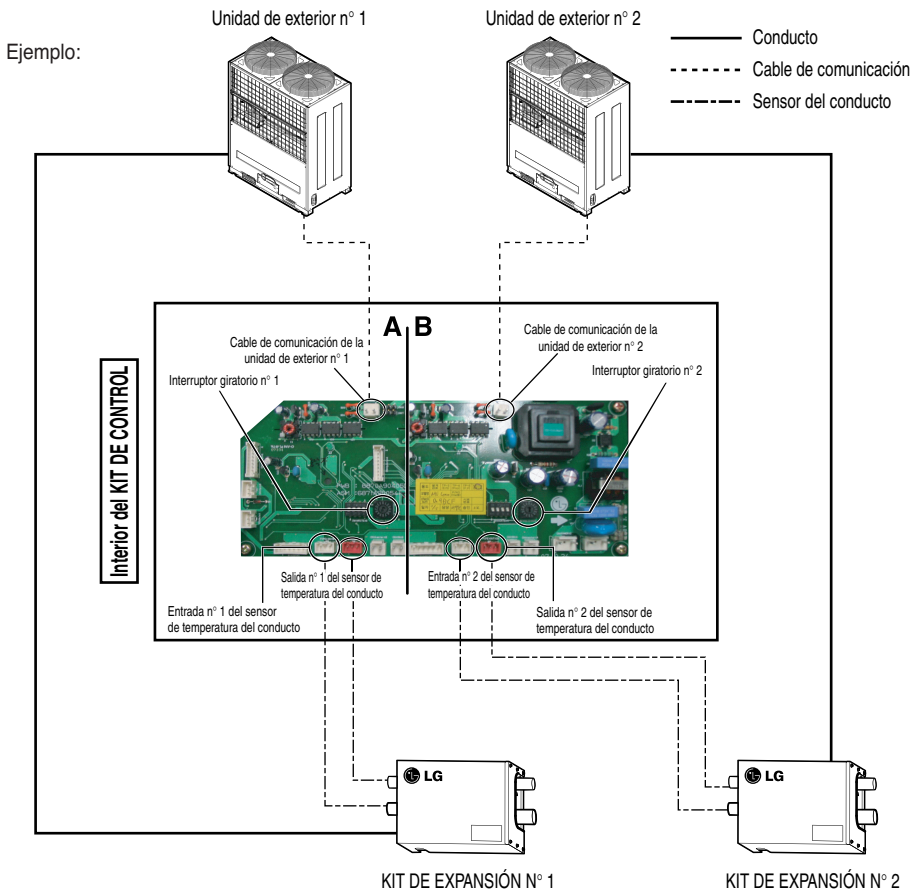 Unidad de exterior n° 1
Unidad de exterior n° 2
Ejemplo:
Conducto
Cable de comunicación
Sensor del conducto
Interior del KIT DE CONTROL
A B
Cable de comunicación de la
unidad de exterior n° 1
Interruptor giratorio n° 1
Cable de comunicación de la
unidad de exterior n° 2
Interruptor giratorio n° 2
Salida n° 1 del sensor de
temperatura del conducto
Entrada n° 1 del sensor
de temperatura del conducto
Entrada n° 2 del sensor de
temperatura del conducto
Salida n° 2 del sensor de
temperatura del conducto
LG
LG
KIT DE EXPANSIÓN N° 1
KIT DE EXPANSIÓN N° 2